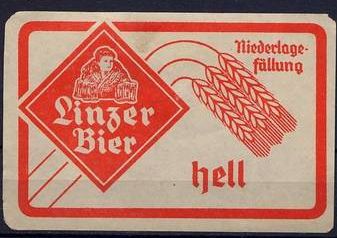 Linzer
Bier
Niederlage-
füllung
hell